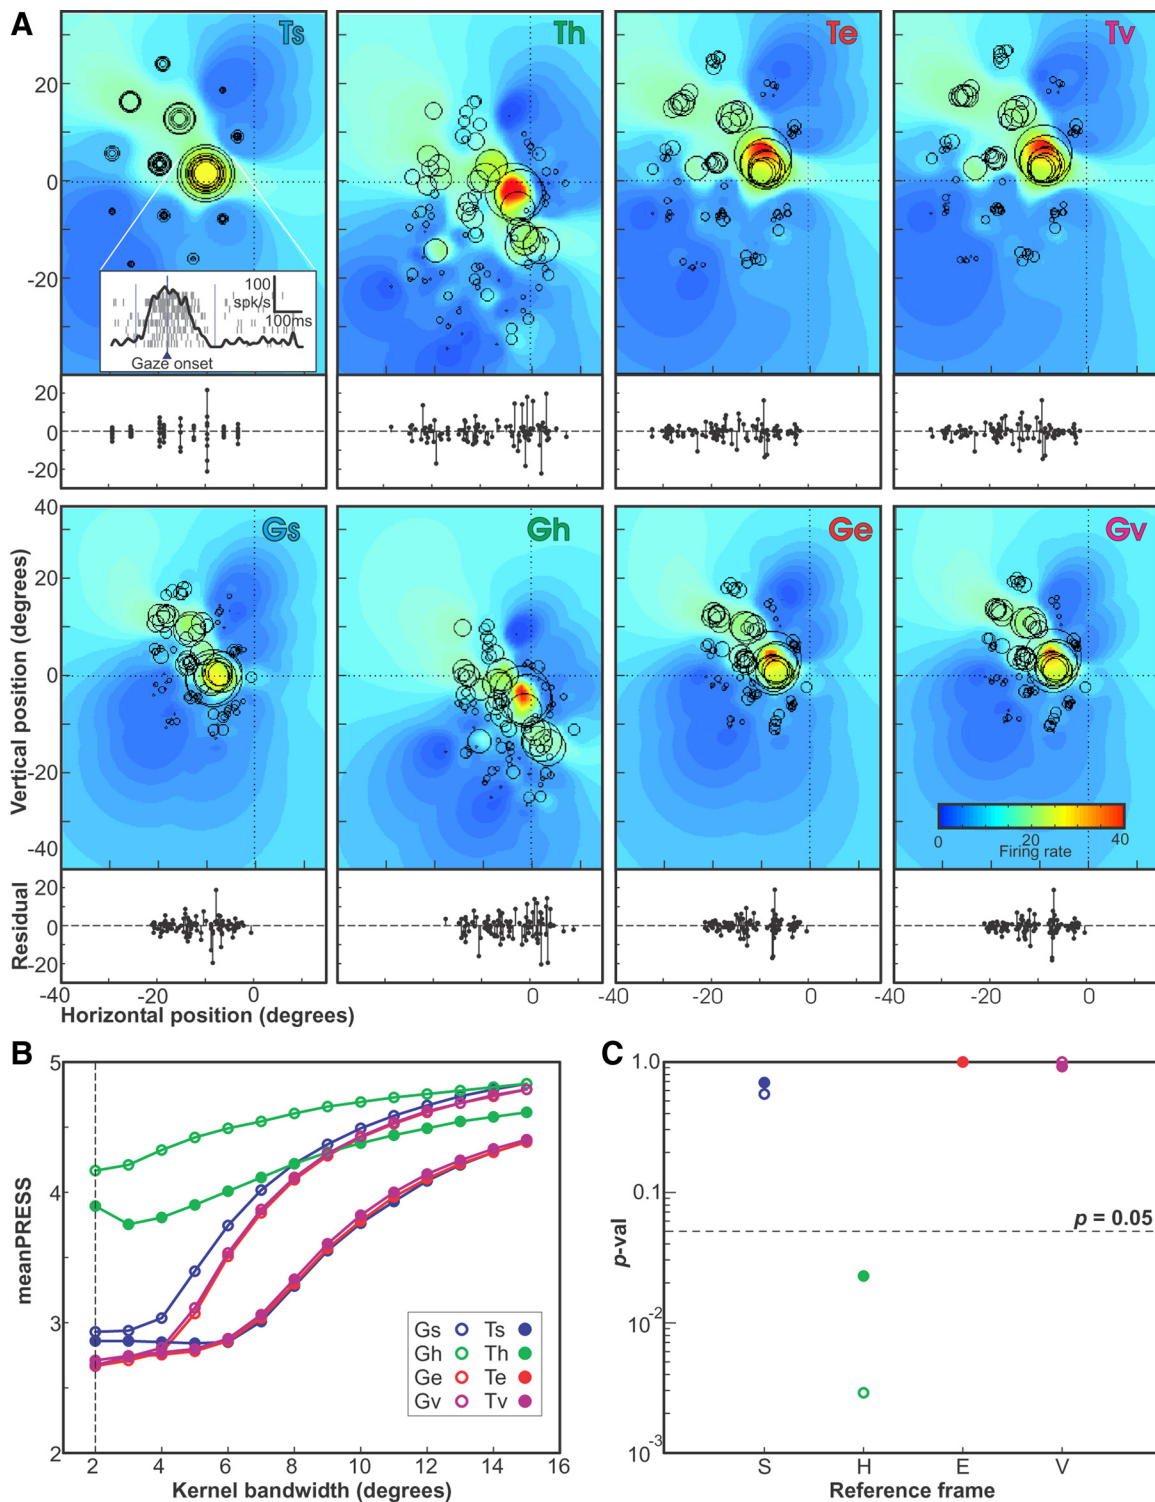 A
Ts
Th
Te
Tv
20
0
-20
100
spk/s
100ms
Gaze onset
20
0
-20
Gs
Gh
Ge
Gv
40
20
0
-20
-40
Vertical position (degrees)
0
20
40
Firing rate
20
0
-20
Residual
-40
-20
0
0
-40
-20
0
-40
-20
0
Horizontal position (degrees)
B
5
4
3
2
meanPRESS
2
4
6
8
10
12
14
16
Kernel bandwidth (degrees)
Gs Ts
Gh Th
Ge Te
Gv Tv
C
1.0
0.1
10-2
10-3
p-val
p = 0.05
S
H
E
V
Reference frame